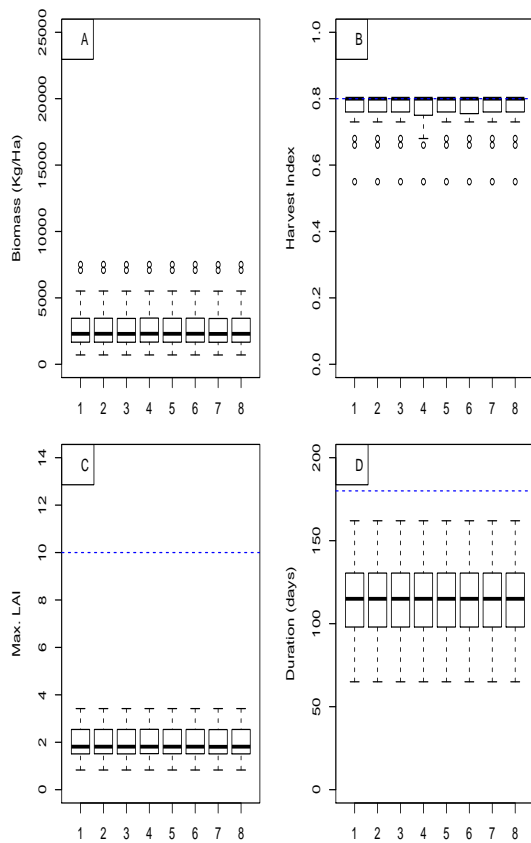 A
Biomass (Kg/Ha)
25000
20000
15000
10000
5000
0
1 2 3 4 5 6 7 8
B
Harvest Index
1.0
0.8
0.6
0.4
0.2
0.0
1 2 3 4 5 6 7 8
C
Max. LAI
14
12
10
8
6
4
2
0
1 2 3 4 5 6 7 8
D
Duration (days)
200
150
100
50
0
1 2 3 4 5 6 7 8